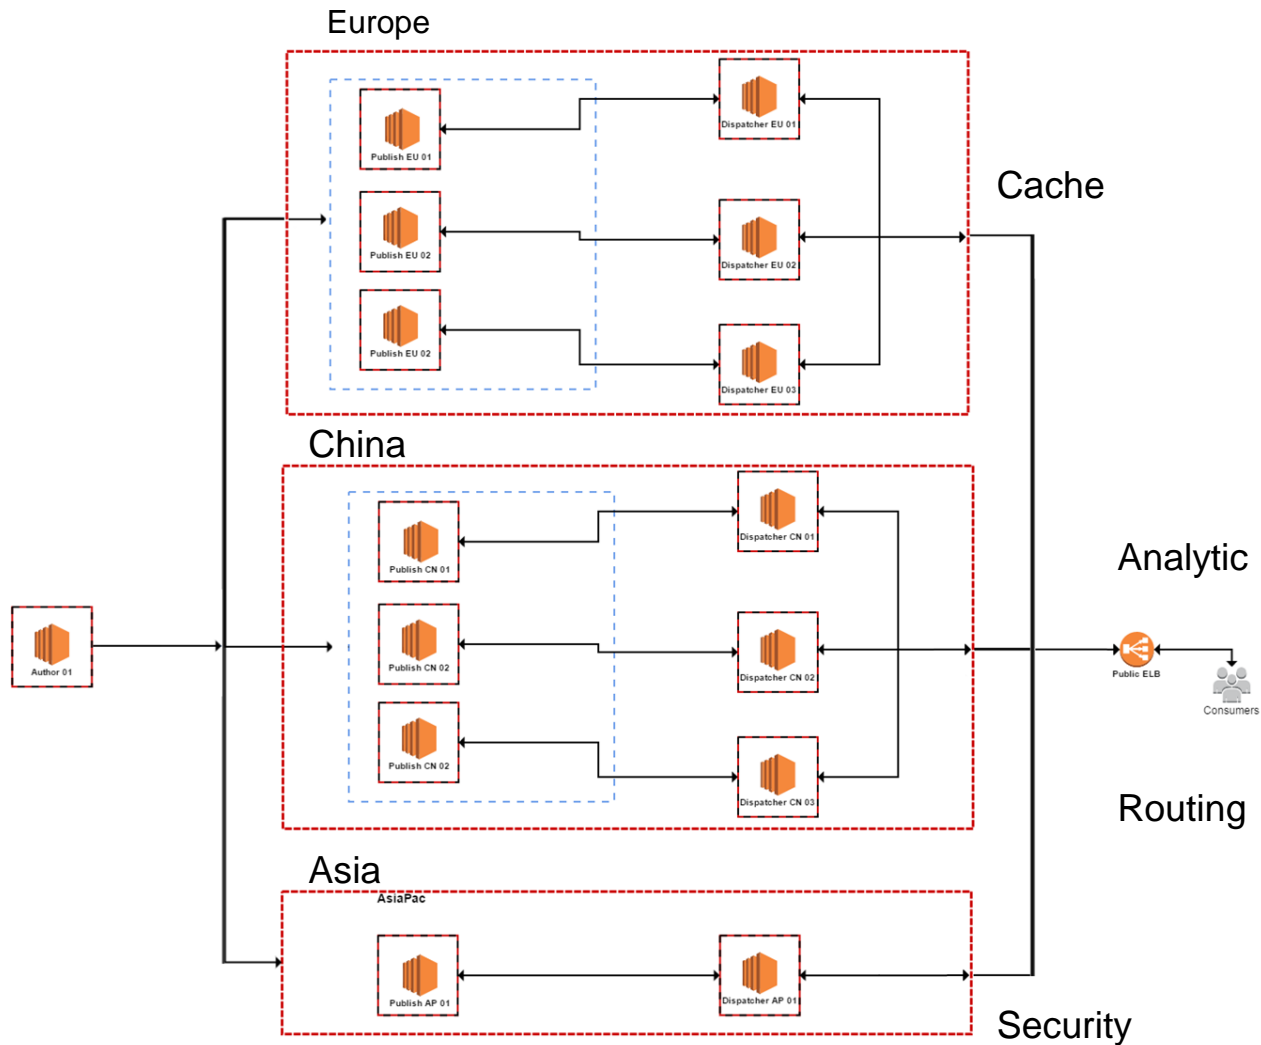 Europe
Publish EU 01
Dispatcher EU 01
Cache
Publish EU 02
Dispatcher EU 02
Publish EU 02
Dispatcher EU 03
China
Publish CN 01
Dispatcher CN 01
Analytic
Author 01
Publish CN 02
Dispatcher CN 02
Public ELB
Consumers
Publish CN 02
Dispatcher CN 03
Routing
Asia
AsiaPac
Publish AP 01
Dispatcher AP 01
Security